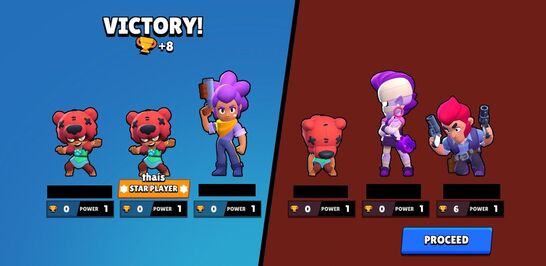 VICTORY!
+8
thais
STAR PLAYER
0 POWER 1
0 POWER 1
0 POWER 1
0 POWER 1
0 POWER 1
6 POWER 1
PROCEED